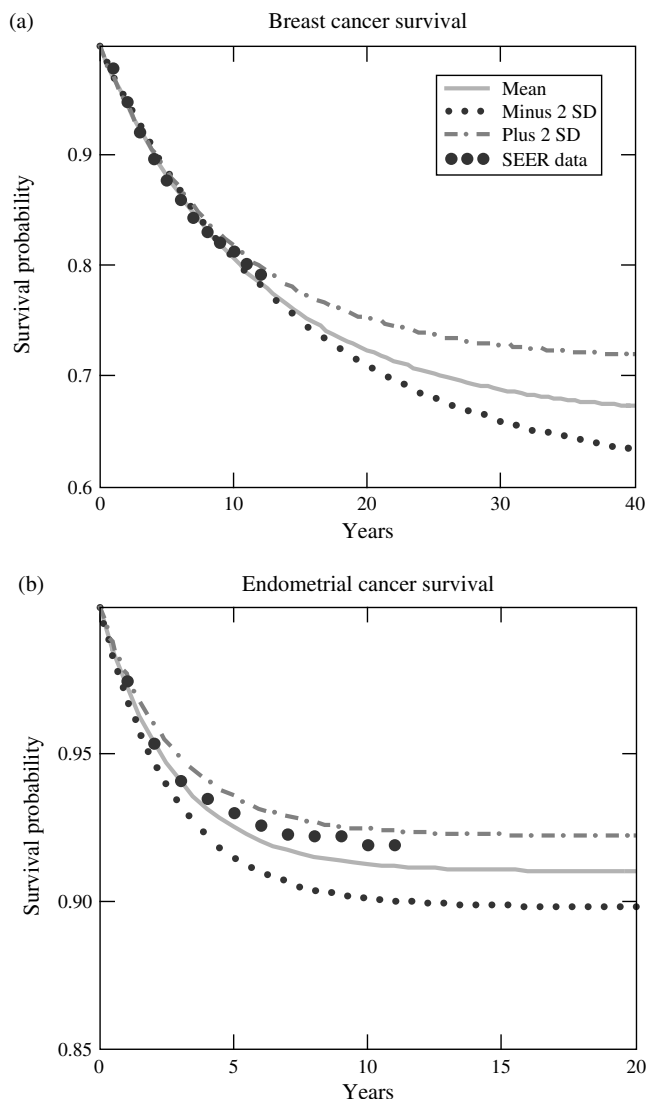 (a)
Breast cancer survival
Mean
Minus 2 SD
Plus 2 SD
SEER data
0.9
0.8
0.7
0.6
Survival probability
0 10 20 30 40
Years
(b)
Endometrial cancer survival
0.95
0.90
0.85
Survival probability
0 5 10 15 20
Years